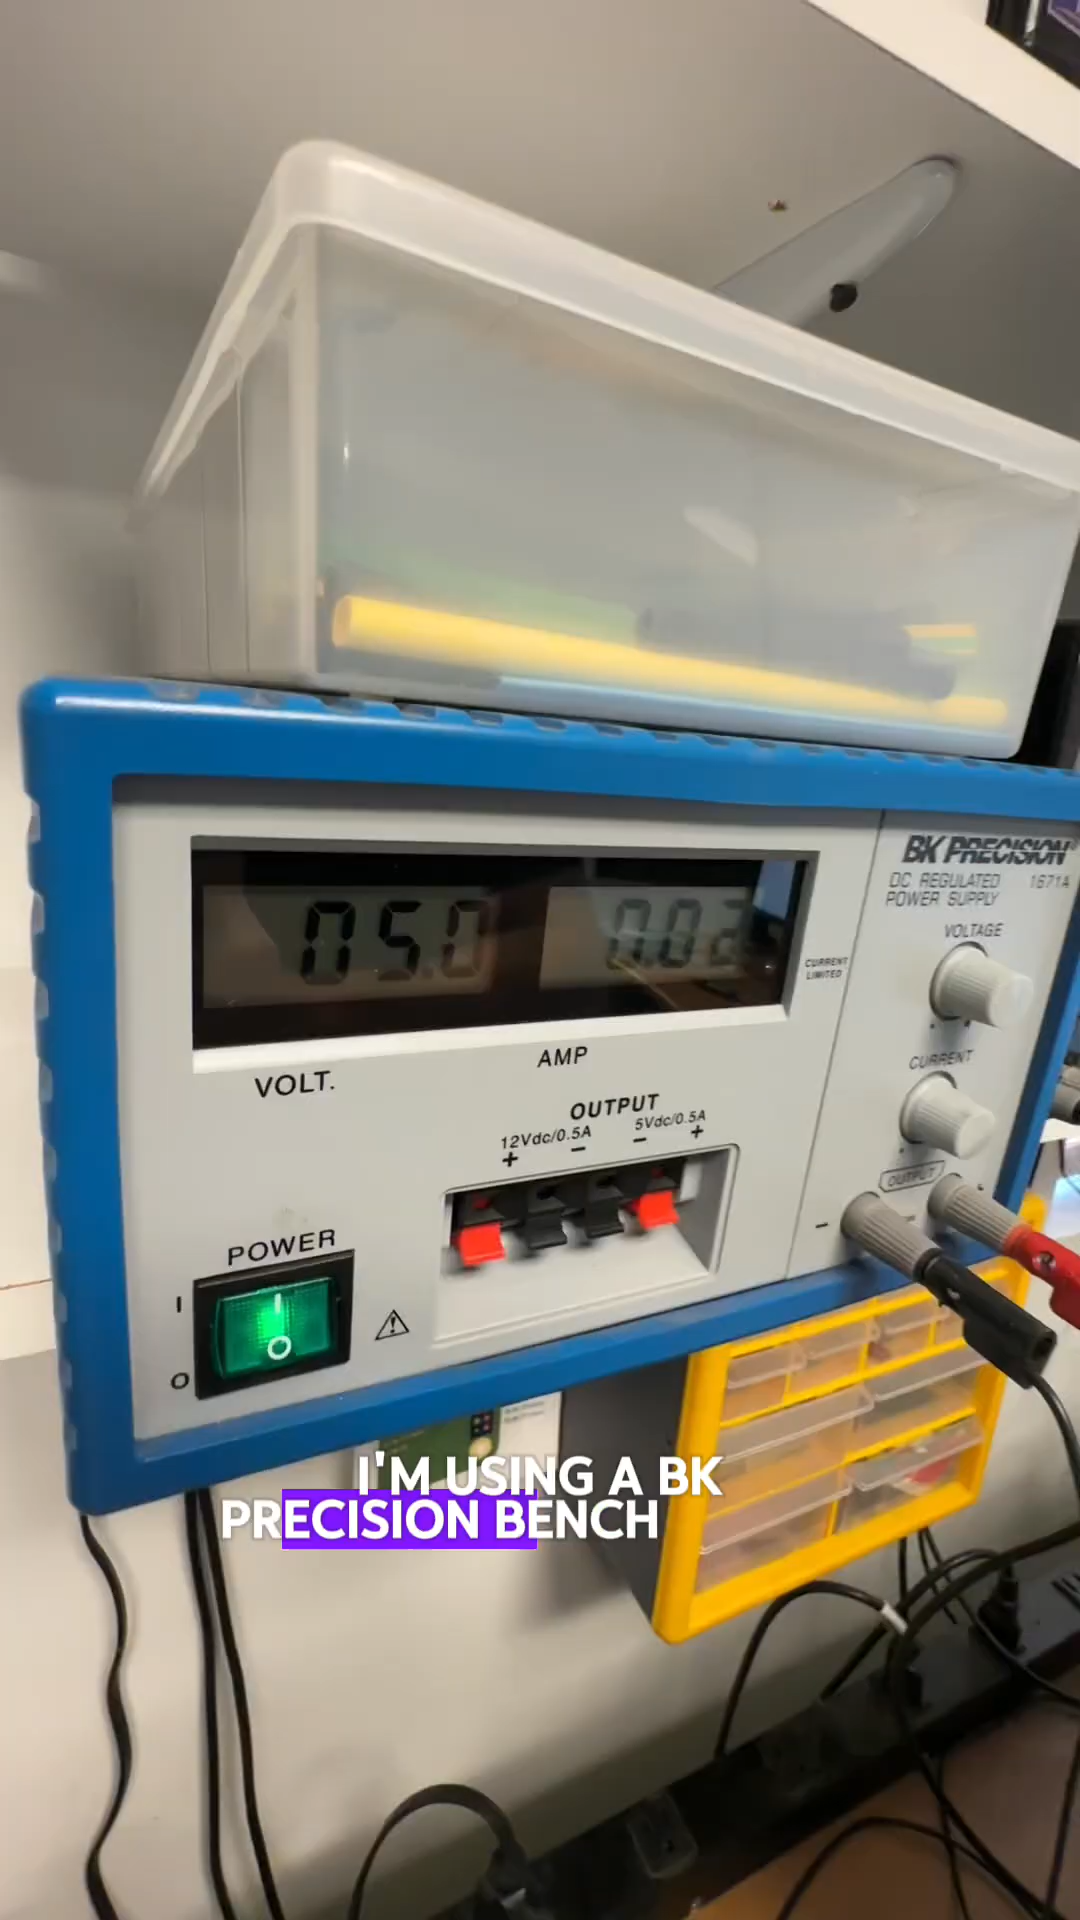 BK PRECISION
DC REGULATED 1671A
POWER SUPPLY
VOLTAGE
05.0
0.02
CURRENT
LIMITED
VOLT.
AMP
CURRENT
OUTPUT
12Vdc/0.5A 5Vdc/0.5A
+ - - +
OUTPUT
- +
POWER
I
O
I'M USING A BK
PRECISION BENCH